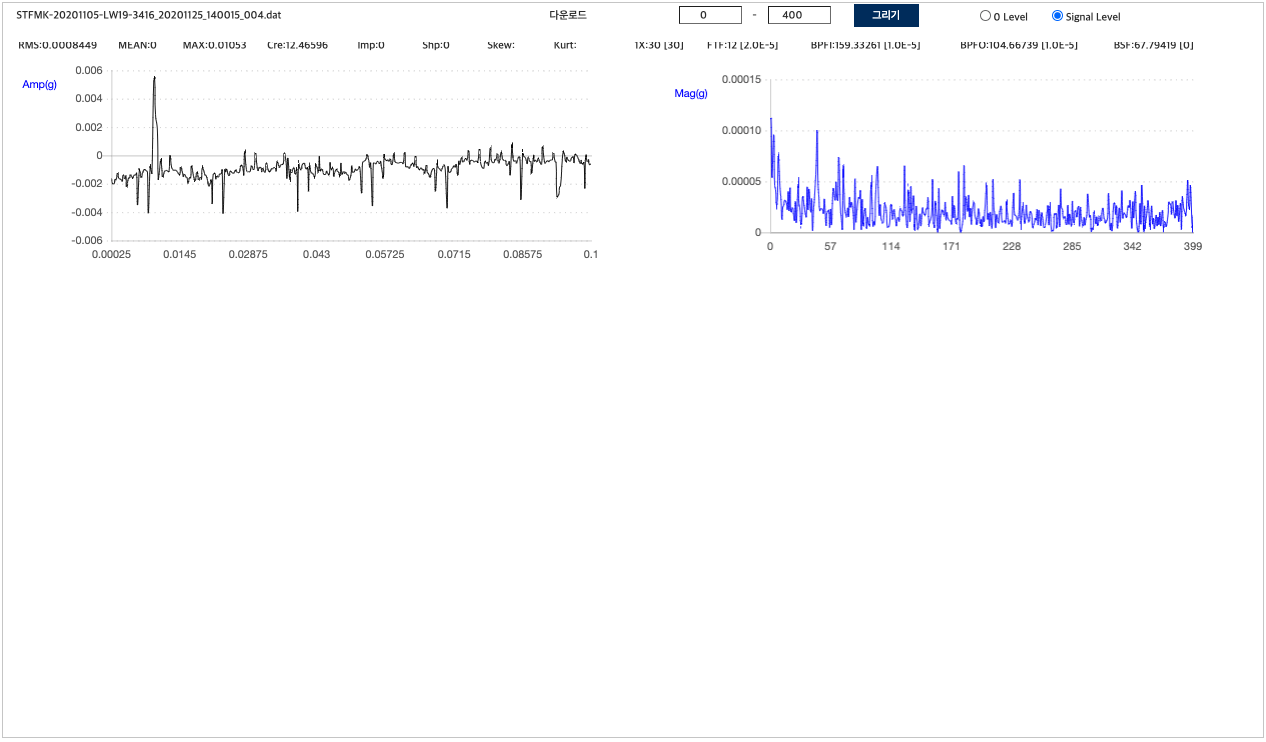 STFMK-20201105-LW19-3416_20201125_140015_004.dat 다운로드 0 - 400 그리기 0 Level Signal Level
RMS:0.0008449 MEAN:0 MAX:0.01053 Cre:12.46596 Imp:0 Shp:0 Skew: Kurt: 1X:30 [30] FTF:12 [2.0E-5] BPFI:159.33261 [1.0E-5] BPFO:104.66739 [1.0E-5] BSF:67.79419 [0]
Amp(g)
0.006
0.004
0.002
0
-0.002
-0.004
-0.006
0.00025 0.0145 0.02875 0.043 0.05725 0.0715 0.08575 0.1
Mag(g)
0.00015
0.00010
0.00005
0
0 57 114 171 228 285 342 399